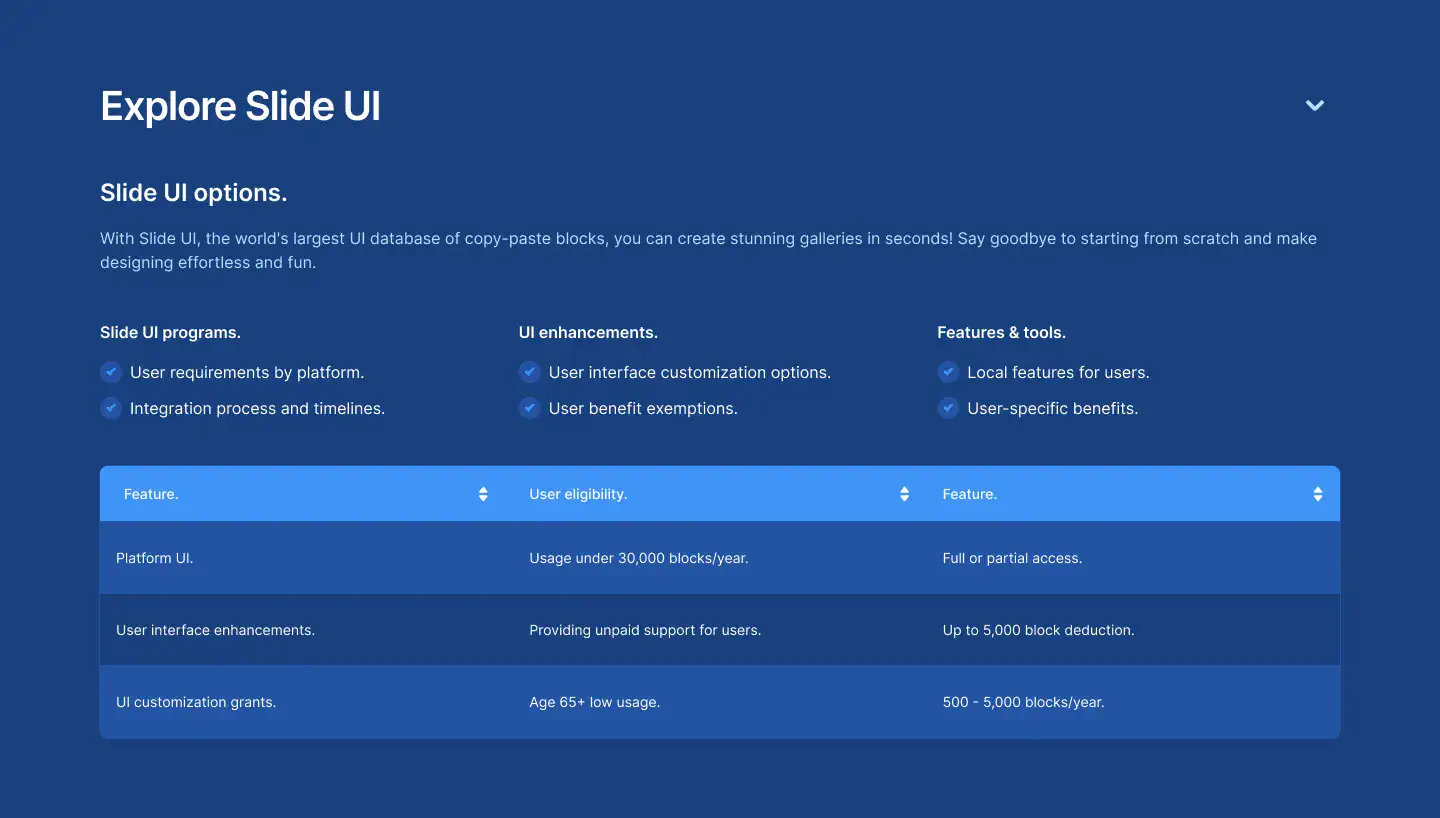 Explore Slide UI
Slide UI options.
With Slide UI, the world's largest UI database of copy-paste blocks, you can create stunning galleries in seconds! Say goodbye to starting from scratch and make
designing effortless and fun.
Slide UI programs.
User requirements by platform.
Integration process and timelines.
UI enhancements.
User interface customization options.
User benefit exemptions.
Features & tools.
Local features for users.
User-specific benefits.
Feature. User eligibility. Feature.
Platform UI. Usage under 30,000 blocks/year. Full or partial access.
User interface enhancements. Providing unpaid support for users. Up to 5,000 block deduction.
UI customization grants. Age 65+ low usage. 500 - 5,000 blocks/year.